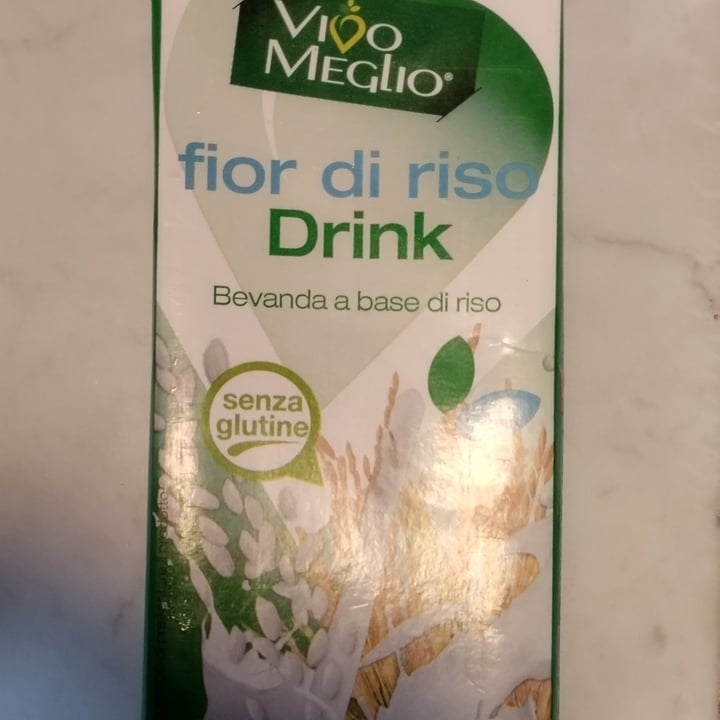 VIVO
MEGLIO®
fior di riso
Drink
Bevanda a base di riso
senza
glutine